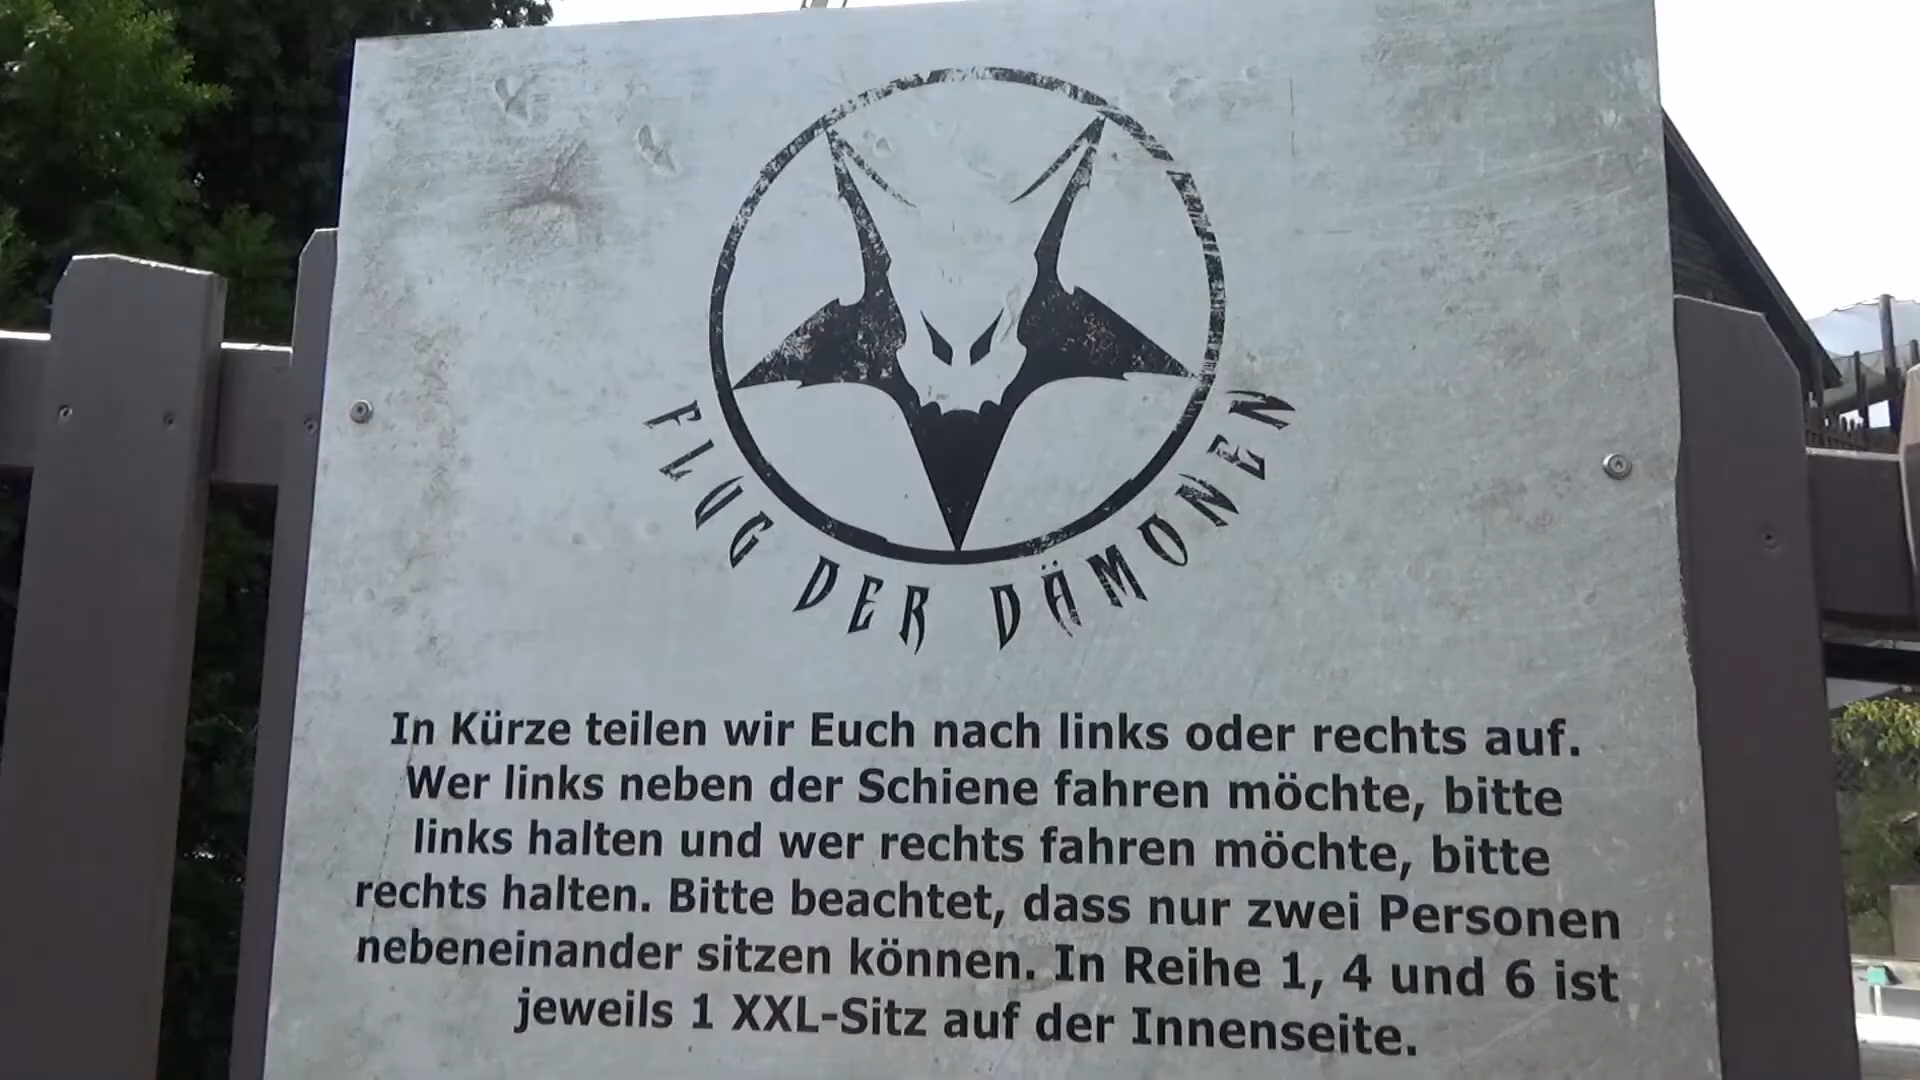 FLUG DER DÄMONEN
In Kürze teilen wir Euch nach links oder rechts auf.
Wer links neben der Schiene fahren möchte, bitte
links halten und wer rechts fahren möchte, bitte
rechts halten. Bitte beachtet, dass nur zwei Personen
nebeneinander sitzen können. In Reihe 1, 4 und 6 ist
jeweils 1 XXL-Sitz auf der Innenseite.